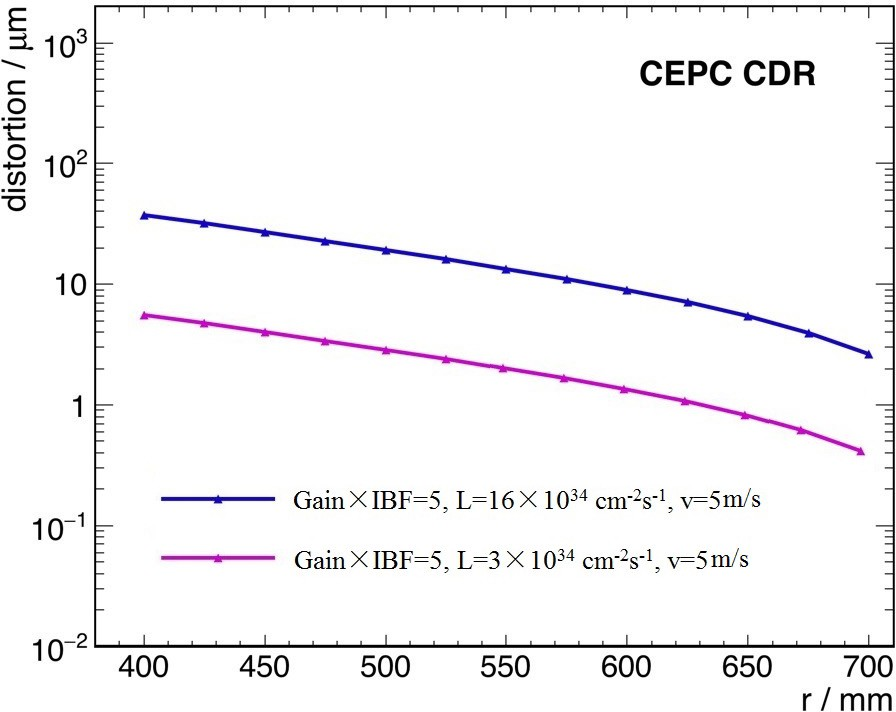 distortion / μm
10³
10²
10
1
10⁻¹
10⁻²
CEPC CDR
Gain×IBF=5, L=16×10³⁴ cm⁻²s⁻¹, v=5m/s
Gain×IBF=5, L=3×10³⁴ cm⁻²s⁻¹, v=5m/s
400 450 500 550 600 650 700
r / mm